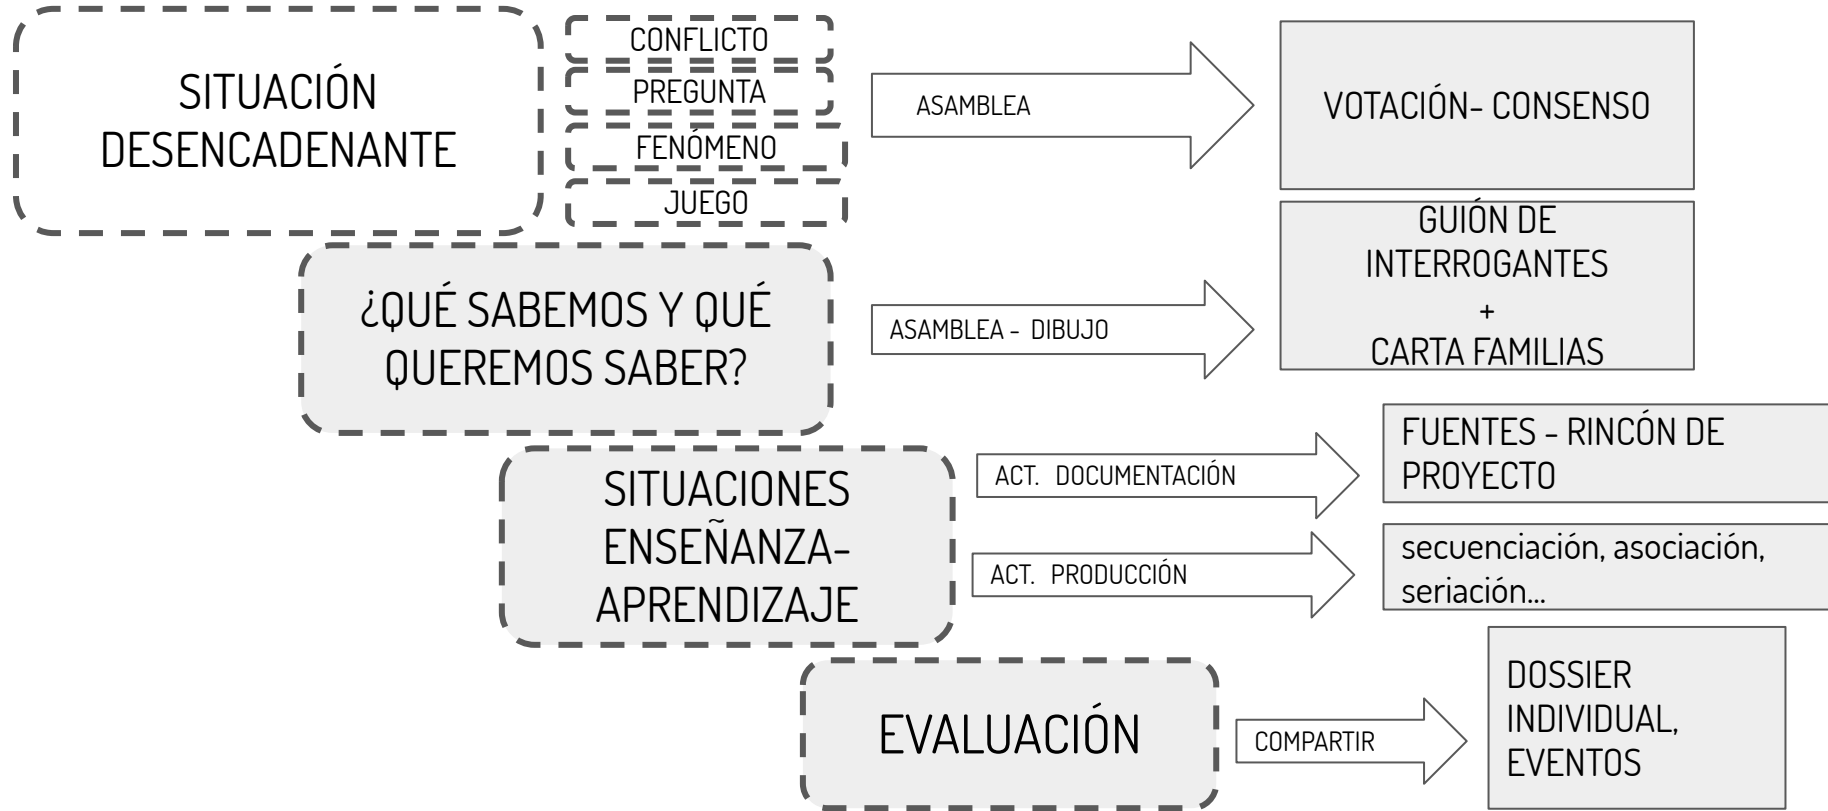 SITUACIÓN
DESENCADENANTE
CONFLICTO
PREGUNTA
FENÓMENO
JUEGO
ASAMBLEA
VOTACIÓN- CONSENSO
¿QUÉ SABEMOS Y QUÉ
QUEREMOS SABER?
ASAMBLEA - DIBUJO
GUIÓN DE
INTERROGANTES
+
CARTA FAMILIAS
SITUACIONES
ENSEÑANZA-
APRENDIZAJE
ACT. DOCUMENTACIÓN
FUENTES - RINCÓN DE
PROYECTO
ACT. PRODUCCIÓN
secuenciación, asociación,
seriación...
EVALUACIÓN
COMPARTIR
DOSSIER
INDIVIDUAL,
EVENTOS